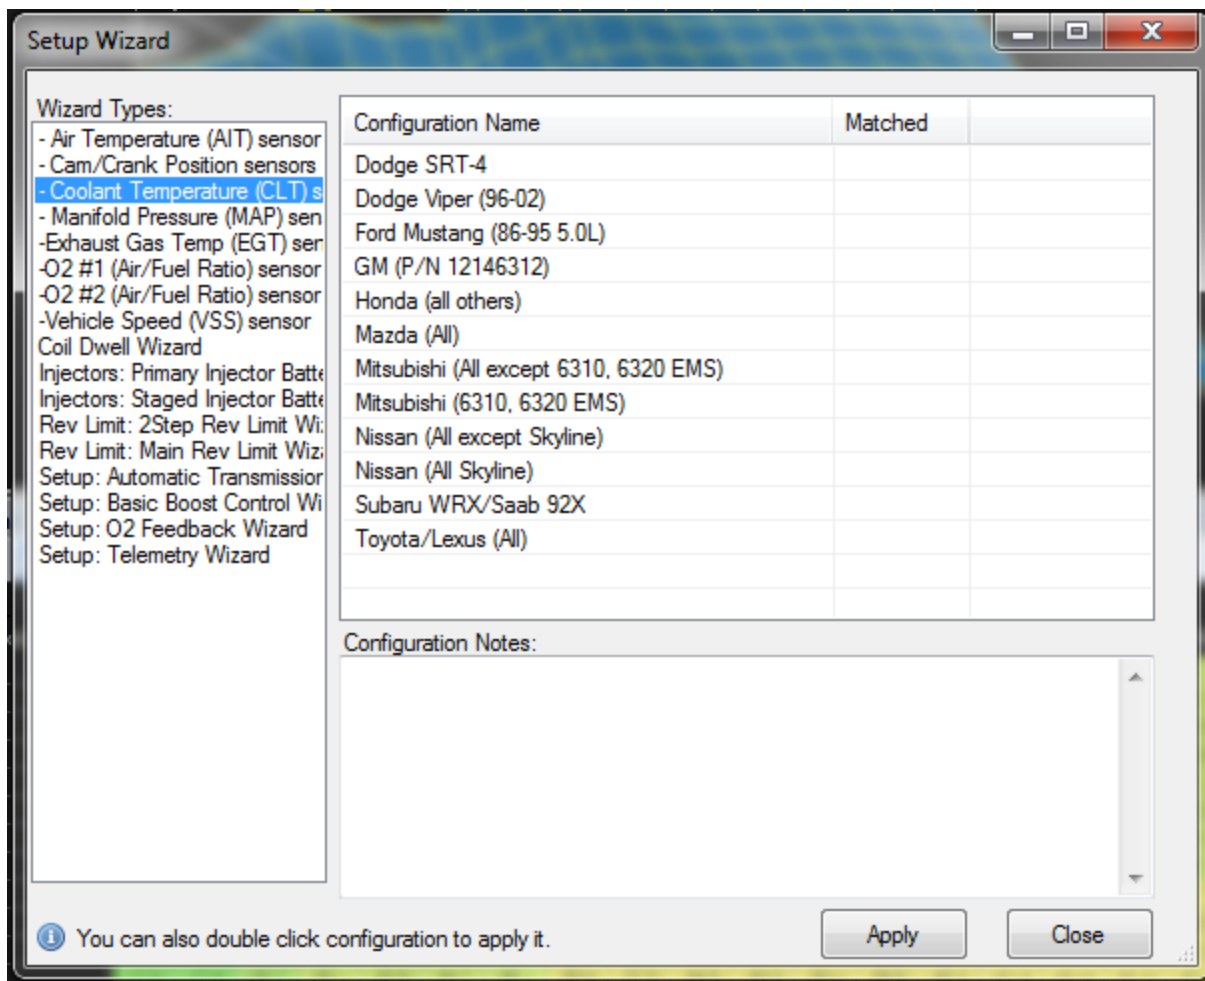 Setup Wizard
Wizard Types:
- Air Temperature (AIT) sensor
- Cam/Crank Position sensors
- Coolant Temperature (CLT) s
- Manifold Pressure (MAP) sen
-Exhaust Gas Temp (EGT) sen
-O2 #1 (Air/Fuel Ratio) sensor
-O2 #2 (Air/Fuel Ratio) sensor
-Vehicle Speed (VSS) sensor
Coil Dwell Wizard
Injectors: Primary Injector Batte
Injectors: Staged Injector Batte
Rev Limit: 2Step Rev Limit Wi
Rev Limit: Main Rev Limit Wiz
Setup: Automatic Transmission
Setup: Basic Boost Control Wi
Setup: O2 Feedback Wizard
Setup: Telemetry Wizard
Configuration Name Matched
Dodge SRT-4
Dodge Viper (96-02)
Ford Mustang (86-95 5.0L)
GM (P/N 12146312)
Honda (all others)
Mazda (All)
Mitsubishi (All except 6310, 6320 EMS)
Mitsubishi (6310, 6320 EMS)
Nissan (All except Skyline)
Nissan (All Skyline)
Subaru WRX/Saab 92X
Toyota/Lexus (All)
Configuration Notes:
You can also double click configuration to apply it.
Apply
Close